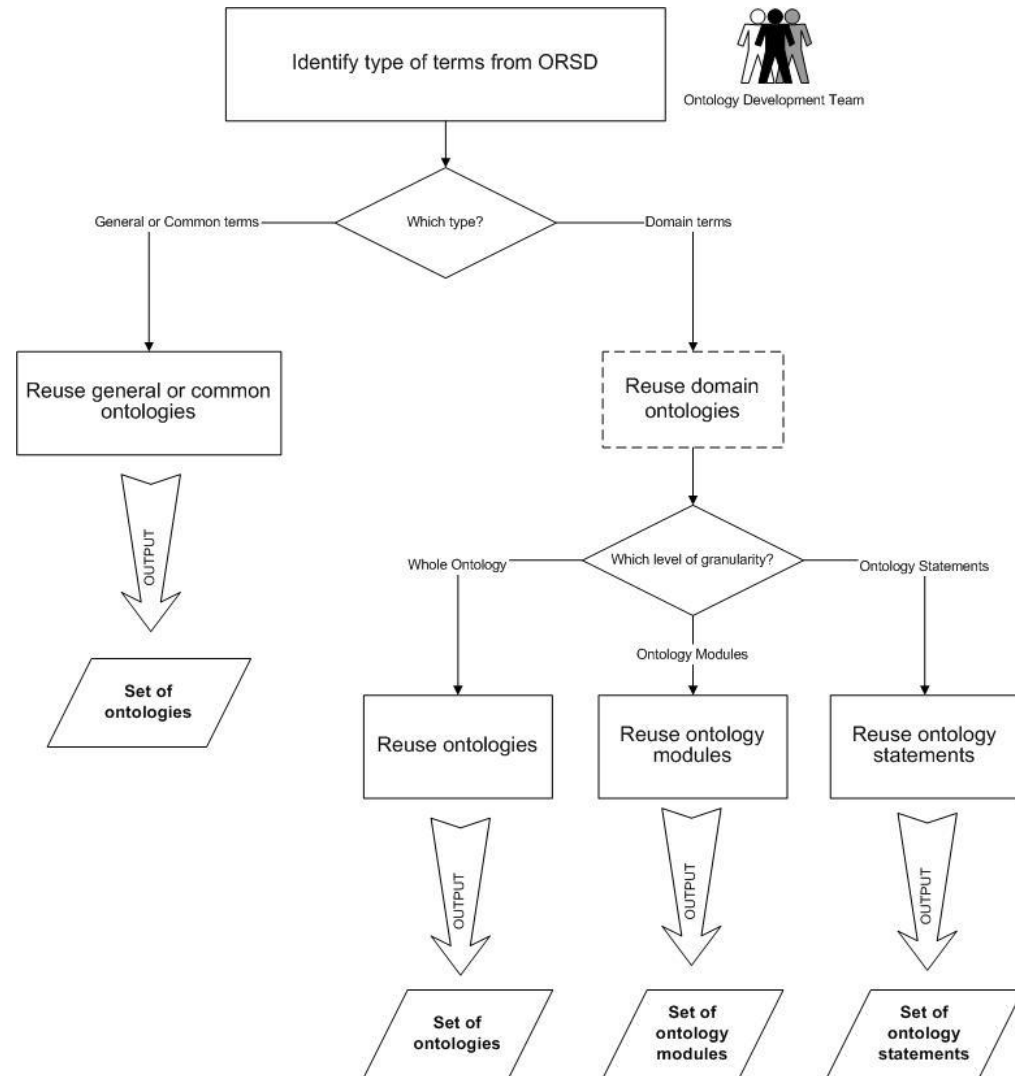 Identify type of terms from ORSD
Ontology Development Team
Which type?
General or Common terms
Domain terms
Reuse general or common
ontologies
Reuse domain
ontologies
OUTPUT
Which level of granularity?
Whole Ontology
Ontology Statements
Ontology Modules
Set of
ontologies
Reuse ontologies
Reuse ontology
modules
Reuse ontology
statements
OUTPUT
OUTPUT
OUTPUT
Set of
ontologies
Set of
ontology
modules
Set of
ontology
statements